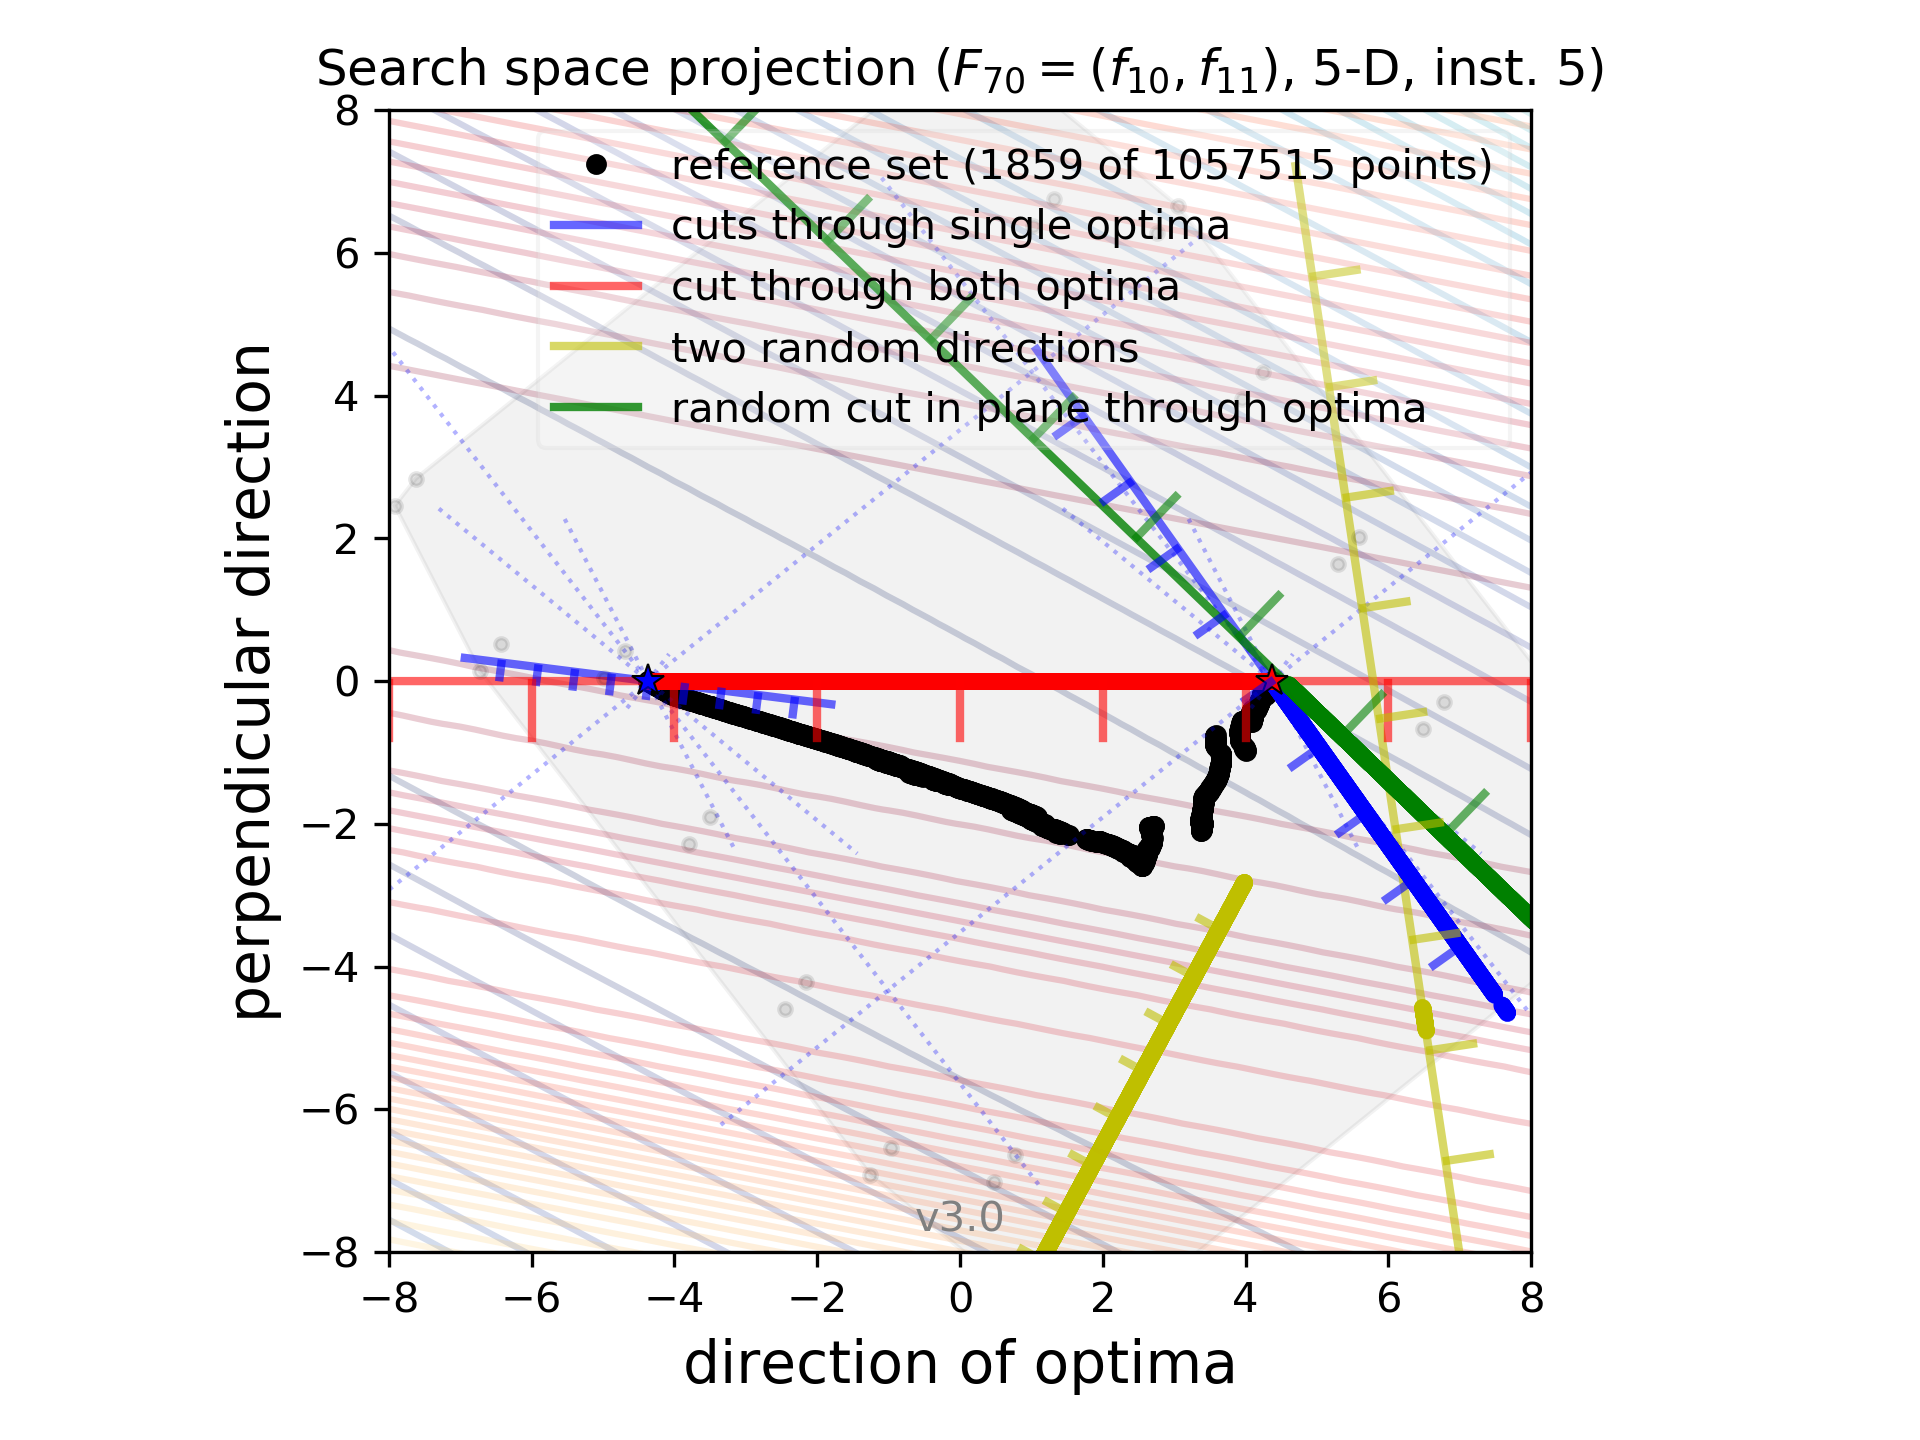 Search space projection (F70 = (f10, f11), 5-D, inst. 5)
reference set (1859 of 1057515 points)
cuts through single optima
cut through both optima
two random directions
random cut in plane through optima
perpendicular direction
8
6
4
2
0
−2
−4
−6
−8
v3.0
−8 −6 −4 −2 0 2 4 6 8
direction of optima